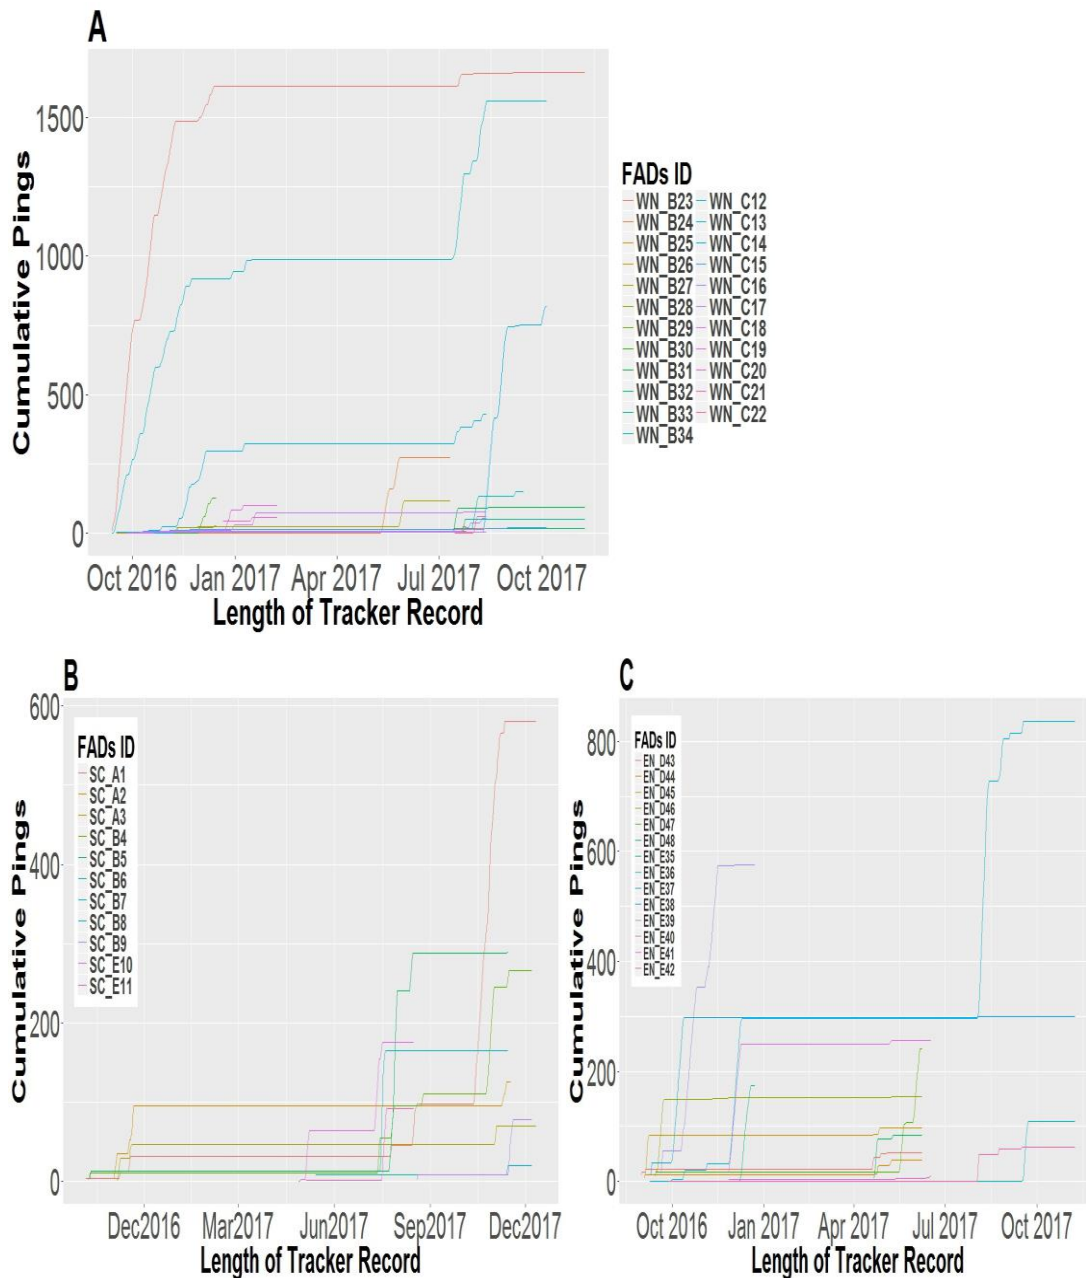 A
Cumulative Pings
1500
1000
500
0
Oct 2016 Jan 2017 Apr 2017 Jul 2017 Oct 2017
Length of Tracker Record
FADs ID
WN_B23 WN_C12
WN_B24 WN_C13
WN_B25 WN_C14
WN_B26 WN_C15
WN_B27 WN_C16
WN_B28 WN_C17
WN_B29 WN_C18
WN_B30 WN_C19
WN_B31 WN_C20
WN_B32 WN_C21
WN_B33 WN_C22
WN_B34
B
Cumulative Pings
600
400
200
0
FADs ID
SC_A1
SC_A2
SC_A3
SC_B4
SC_B5
SC_B6
SC_B7
SC_B8
SC_B9
SC_E10
SC_E11
Dec2016 Mar2017 Jun2017 Sep2017 Dec2017
Length of Tracker Record
C
Cumulative Pings
800
600
400
200
0
FADs ID
EN_D43
EN_D44
EN_D45
EN_D46
EN_D47
EN_D48
EN_E35
EN_E36
EN_E37
EN_E38
EN_E39
EN_E40
EN_E41
EN_E42
Oct 2016 Jan 2017 Apr 2017 Jul 2017 Oct 2017
Length of Tracker Record